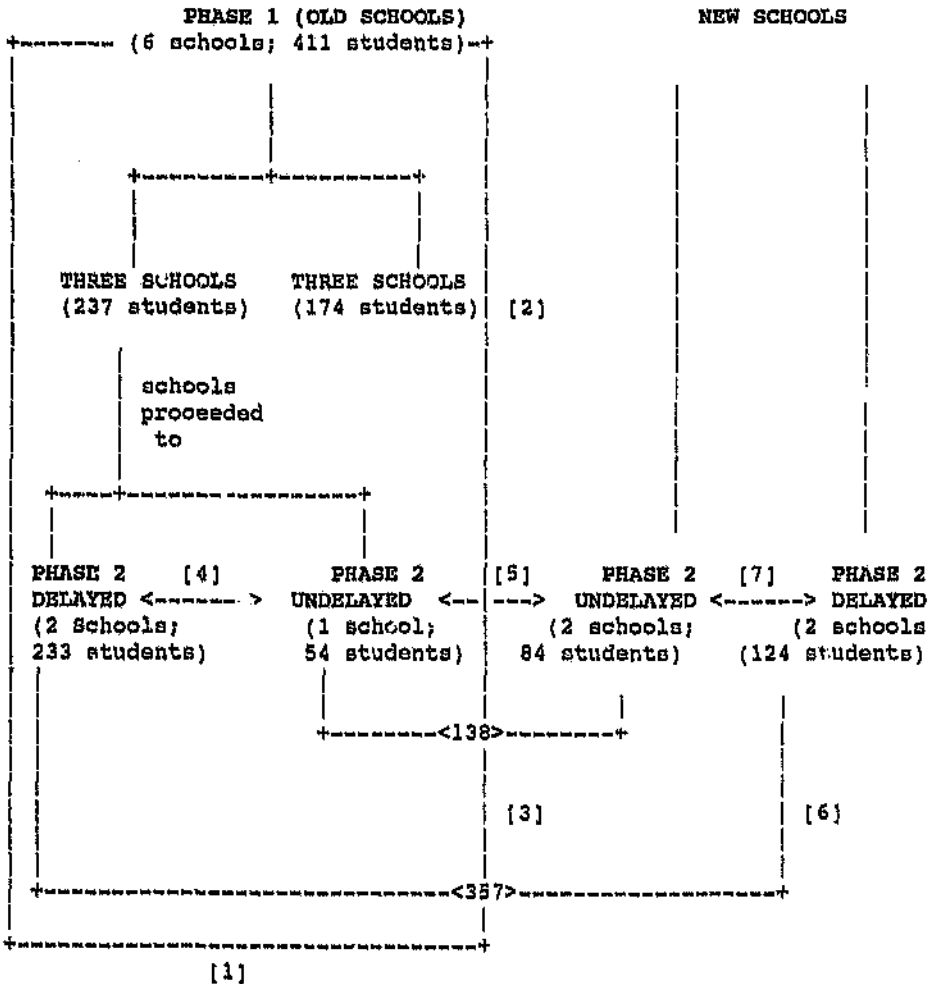 PHASE 1 (OLD SCHOOLS) NEW SCHOOLS
(6 schools; 411 students)
THREE SCHOOLS THREE SCHOOLS
(237 students) (174 students) [2]
schools
proceeded
to
PHASE 2 [4] PHASE 2 [5] PHASE 2 [7] PHASE 2
DELAYED <-------> UNDELAYED <-----> UNDELAYED <------> DELAYED
(2 Schools; (1 school; (2 schools; (2 schools
233 students) 54 students) 84 students) (124 students)
<138>
[3] [6]
<357>
[1]